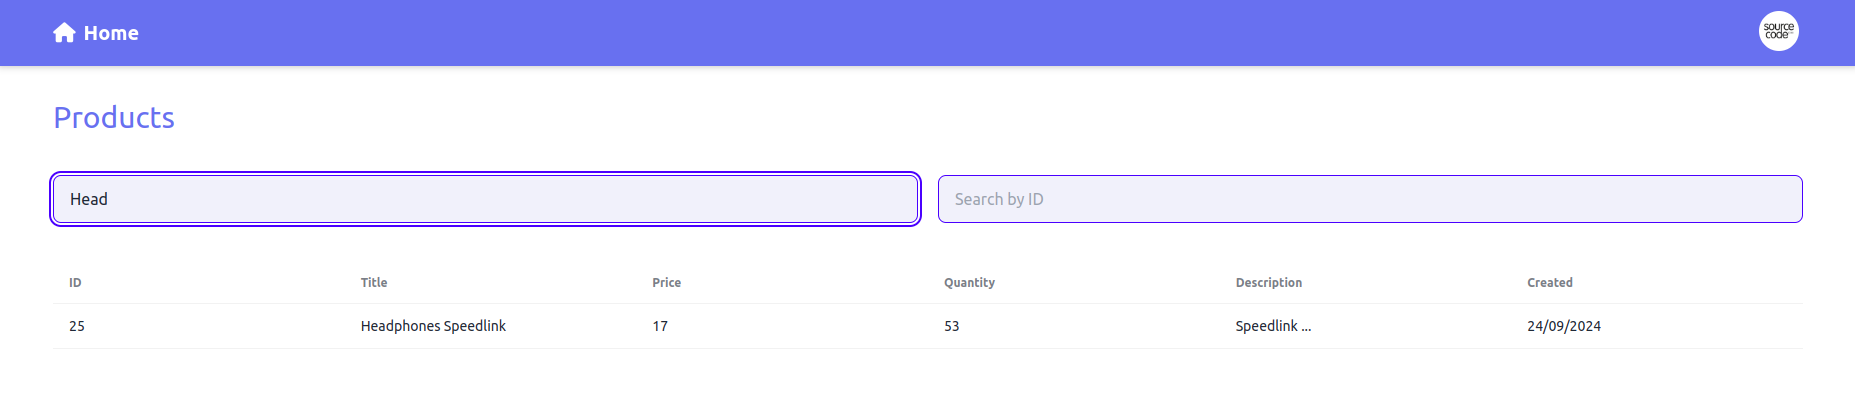 Home
source
code
Products
Head
Search by ID
ID Title Price Quantity Description Created
25 Headphones Speedlink 17 53 Speedlink ... 24/09/2024